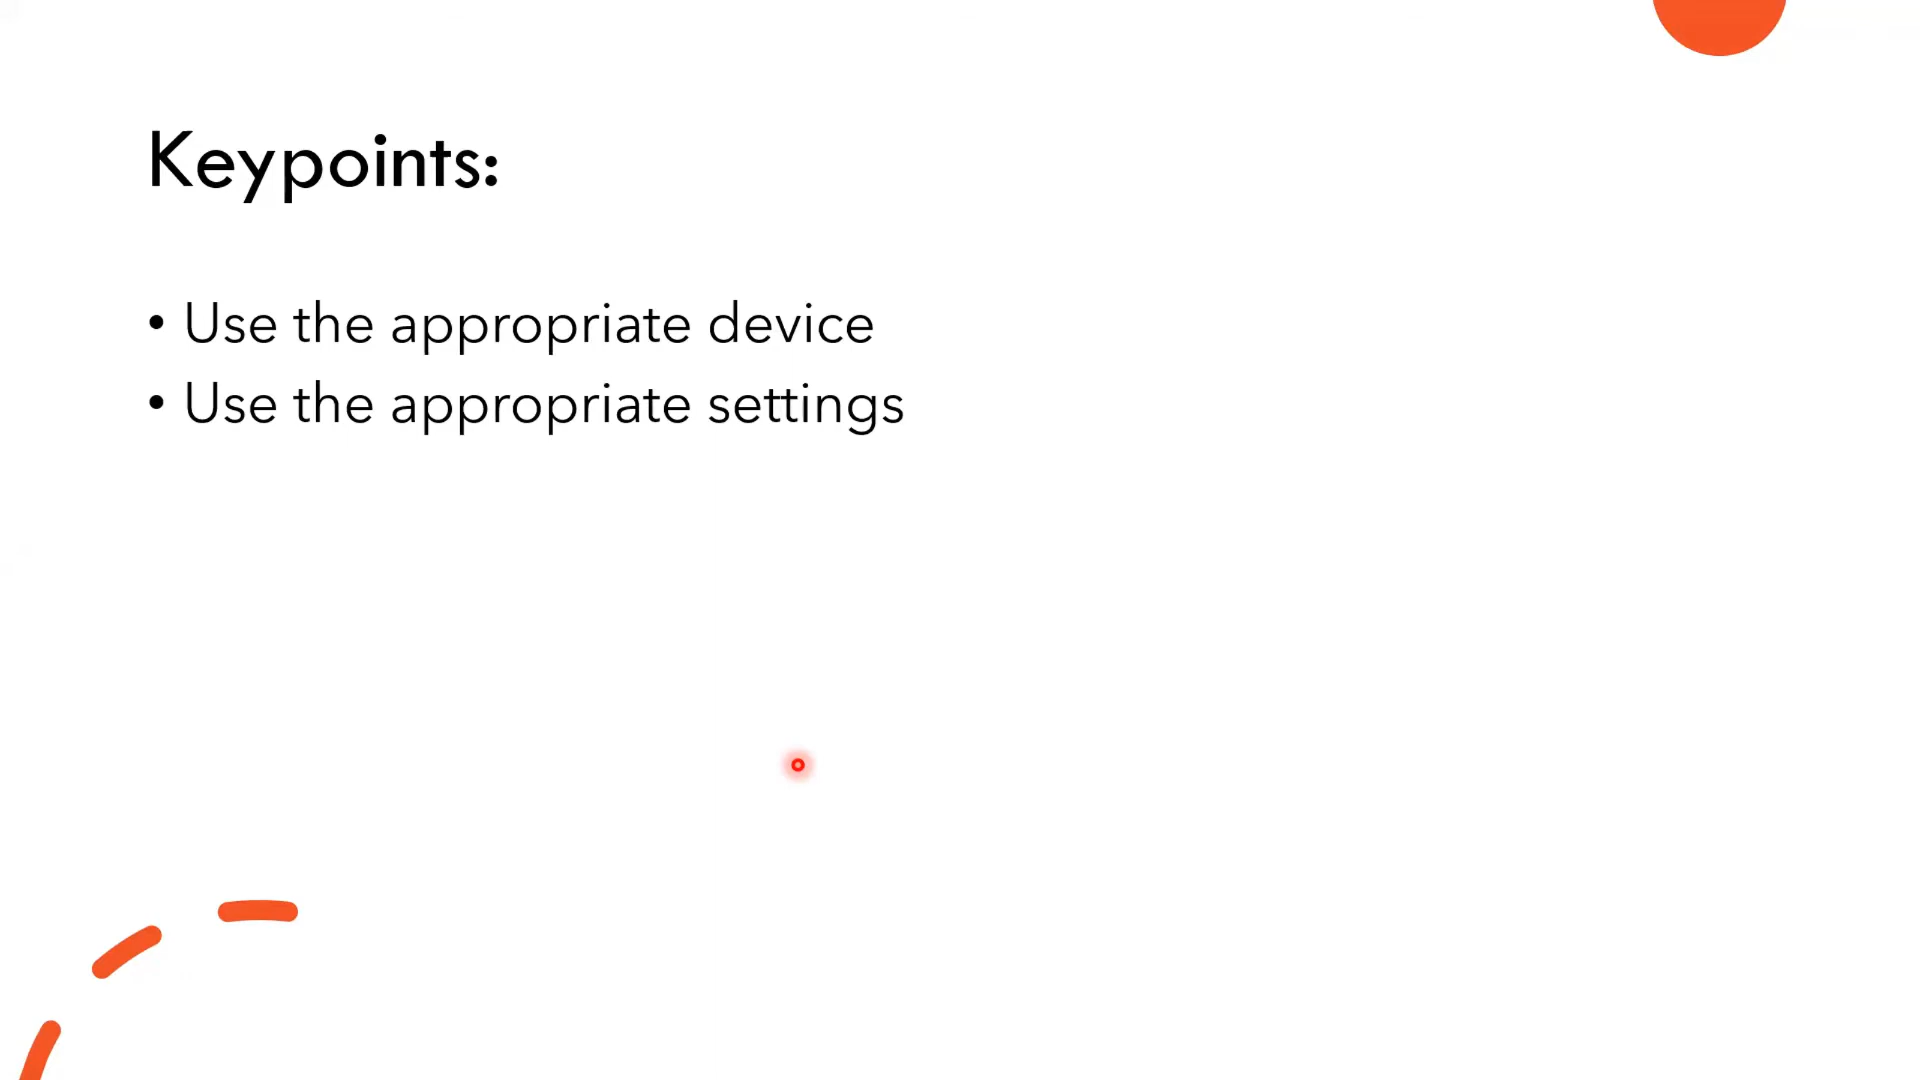 Keypoints:
• Use the appropriate device
• Use the appropriate settings